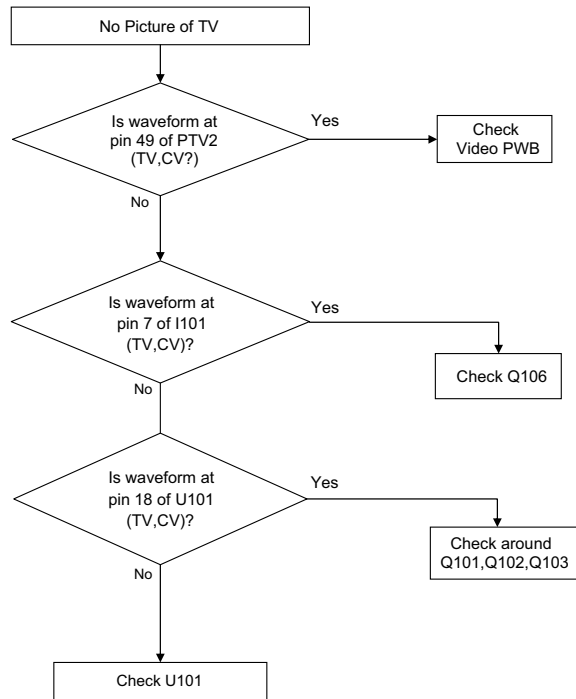 No Picture of TV
Is waveform at
pin 49 of PTV2
(TV,CV?)
Yes
Check
Video PWB
No
Is waveform at
pin 7 of I101
(TV,CV)?
Yes
Check Q106
No
Is waveform at
pin 18 of U101
(TV,CV)?
Yes
Check around
Q101,Q102,Q103
No
Check U101